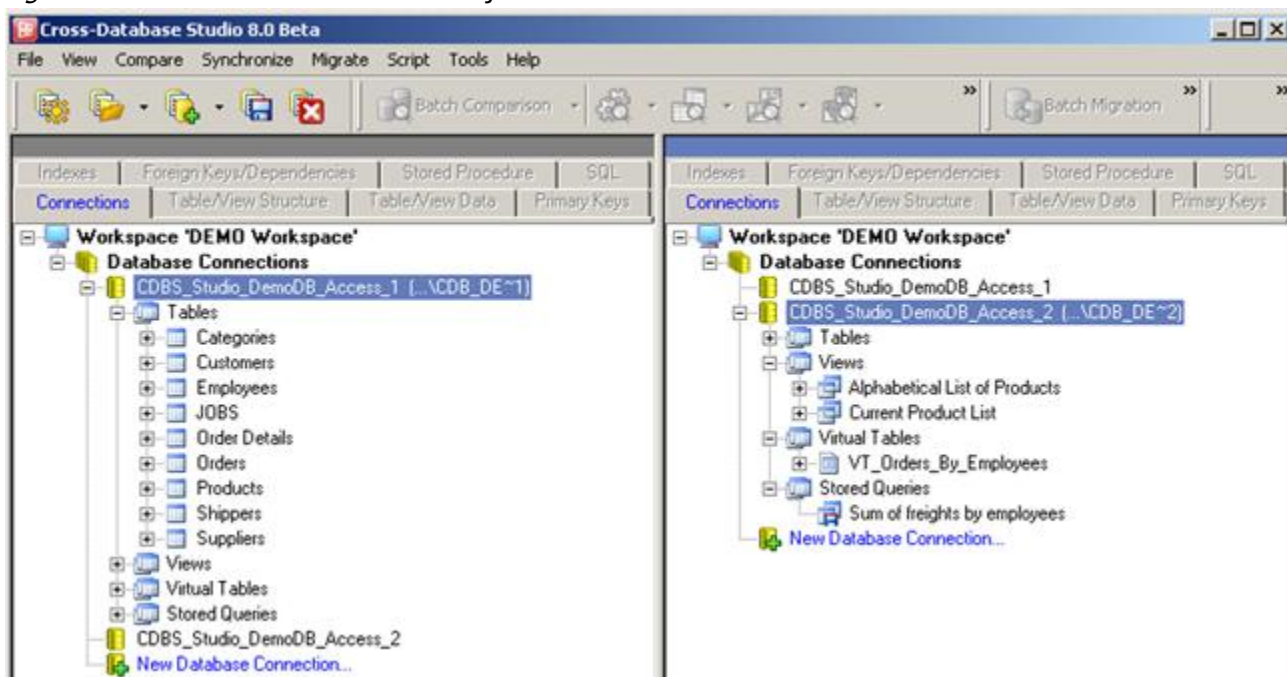 Cross-Database Studio 8.0 Beta
File View Compare Synchronize Migrate Script Tools Help
Batch Comparison
Batch Migration
Indexes Foreign Keys/Dependencies Stored Procedure SQL
Connections Table/View Structure Table/View Data Primary Keys
Workspace 'DEMO Workspace'
Database Connections
CDBS_Studio_DemoDB_Access_1 (...\CDB_DE~1)
Tables
Categories
Customers
Employees
JOBS
Order Details
Orders
Products
Shippers
Suppliers
Views
Virtual Tables
Stored Queries
CDBS_Studio_DemoDB_Access_2
New Database Connection...
Indexes Foreign Keys/Dependencies Stored Procedure SQL
Connections Table/View Structure Table/View Data Primary Keys
Workspace 'DEMO Workspace'
Database Connections
CDBS_Studio_DemoDB_Access_1
CDBS_Studio_DemoDB_Access_2 (...\CDB_DE~2)
Tables
Views
Alphabetical List of Products
Current Product List
Virtual Tables
VT_Orders_By_Employees
Stored Queries
Sum of freights by employees
New Database Connection...